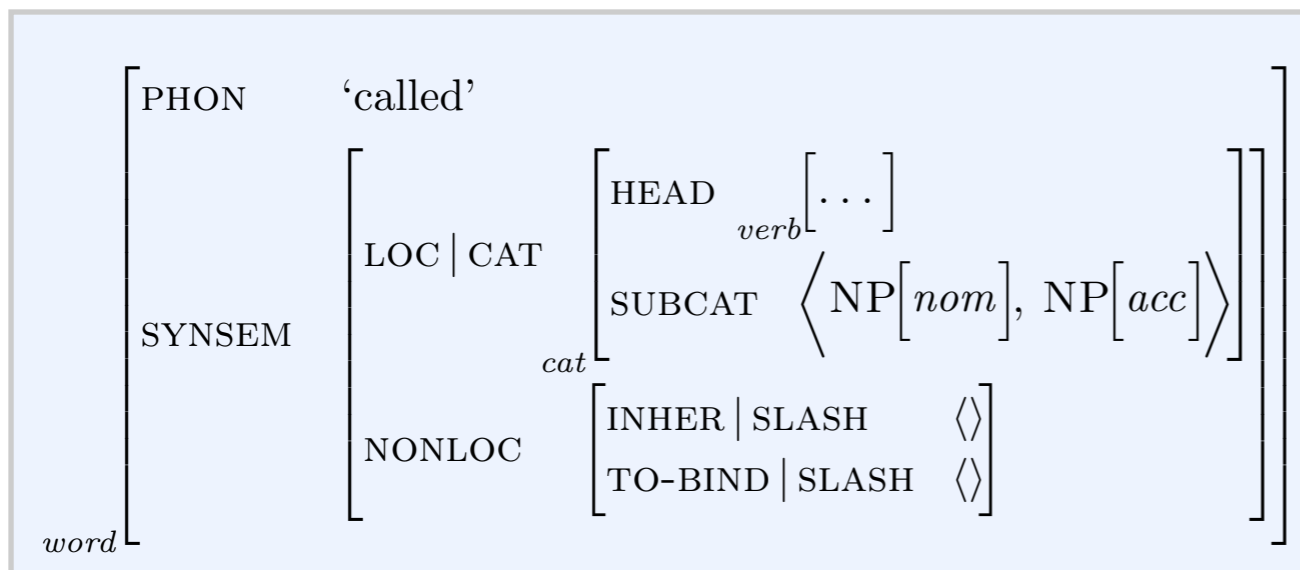 PHON ‘called’
HEAD verb[...]
LOC | CAT
SUBCAT ⟨NP[nom], NP[acc]⟩
SYNSEM
cat
INHER | SLASH ⟨⟩
NONLOC
TO-BIND | SLASH ⟨⟩
word